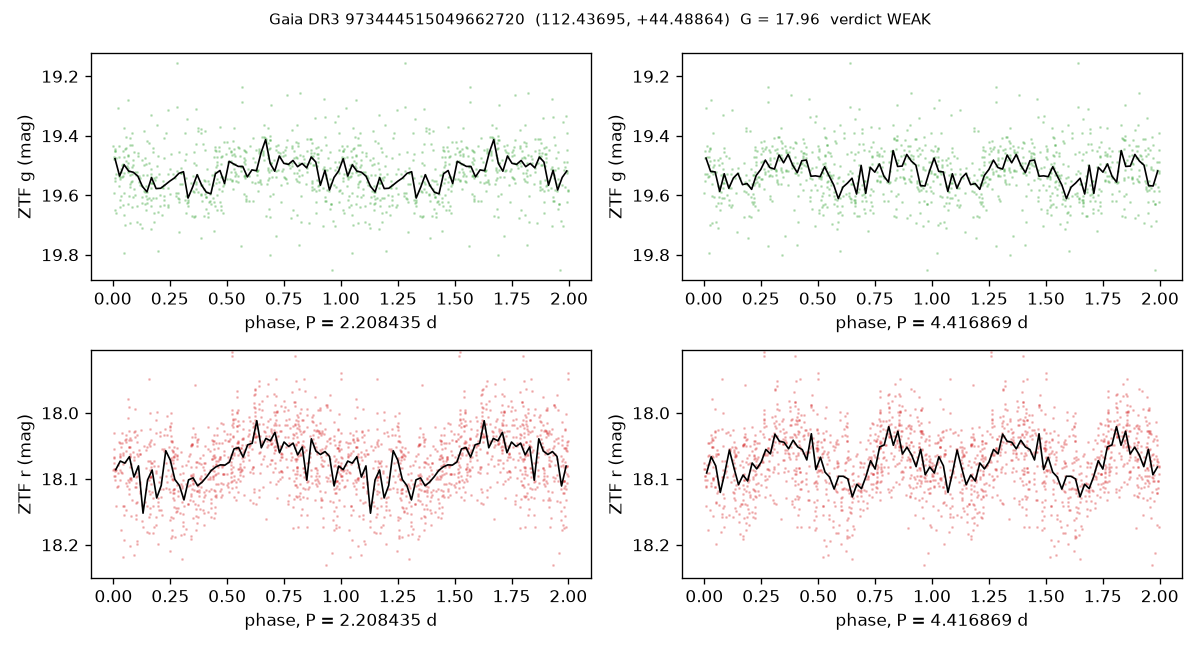 Gaia DR3 973444515049662720  (112.43695, +44.48864)  G = 17.96  verdict WEAK
ZTF g (mag)
19.2
19.4
19.6
19.8
0.00 0.25 0.50 0.75 1.00 1.25 1.50 1.75 2.00
phase, P = 2.208435 d
ZTF g (mag)
19.2
19.4
19.6
19.8
0.00 0.25 0.50 0.75 1.00 1.25 1.50 1.75 2.00
phase, P = 4.416869 d
ZTF r (mag)
18.0
18.1
18.2
0.00 0.25 0.50 0.75 1.00 1.25 1.50 1.75 2.00
phase, P = 2.208435 d
ZTF r (mag)
18.0
18.1
18.2
0.00 0.25 0.50 0.75 1.00 1.25 1.50 1.75 2.00
phase, P = 4.416869 d